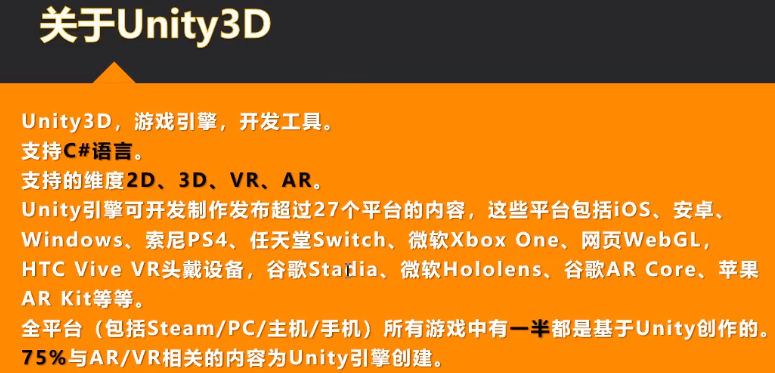 关于Unity3D
Unity3D，游戏引擎，开发工具。
支持C#语言。
支持的维度2D、3D、VR、AR。
Unity引擎可开发制作发布超过27个平台的内容，这些平台包括iOS、安卓、
Windows、索尼PS4、任天堂Switch、微软Xbox One、网页WebGL，
HTC Vive VR头戴设备，谷歌Stadia、微软Hololens、谷歌AR Core、苹果
AR Kit等等。
全平台（包括Steam/PC/主机/手机）所有游戏中有一半都是基于Unity创作的。
75%与AR/VR相关的内容为Unity引擎创建。